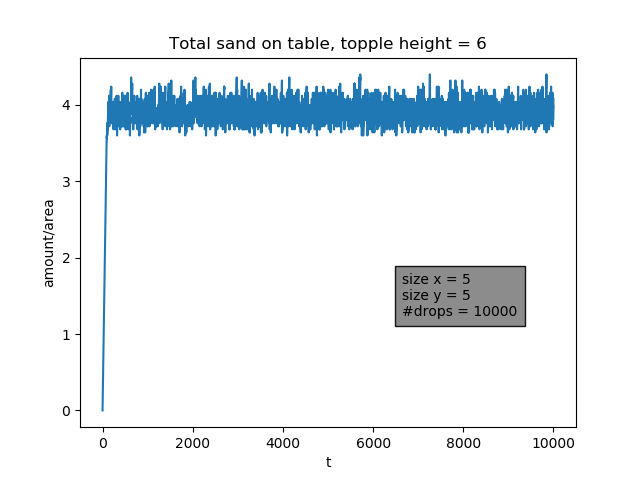 Total sand on table, topple height = 6
amount/area
4
3
2
1
0
size x = 5
size y = 5
#drops = 10000
0 2000 4000 6000 8000 10000
t